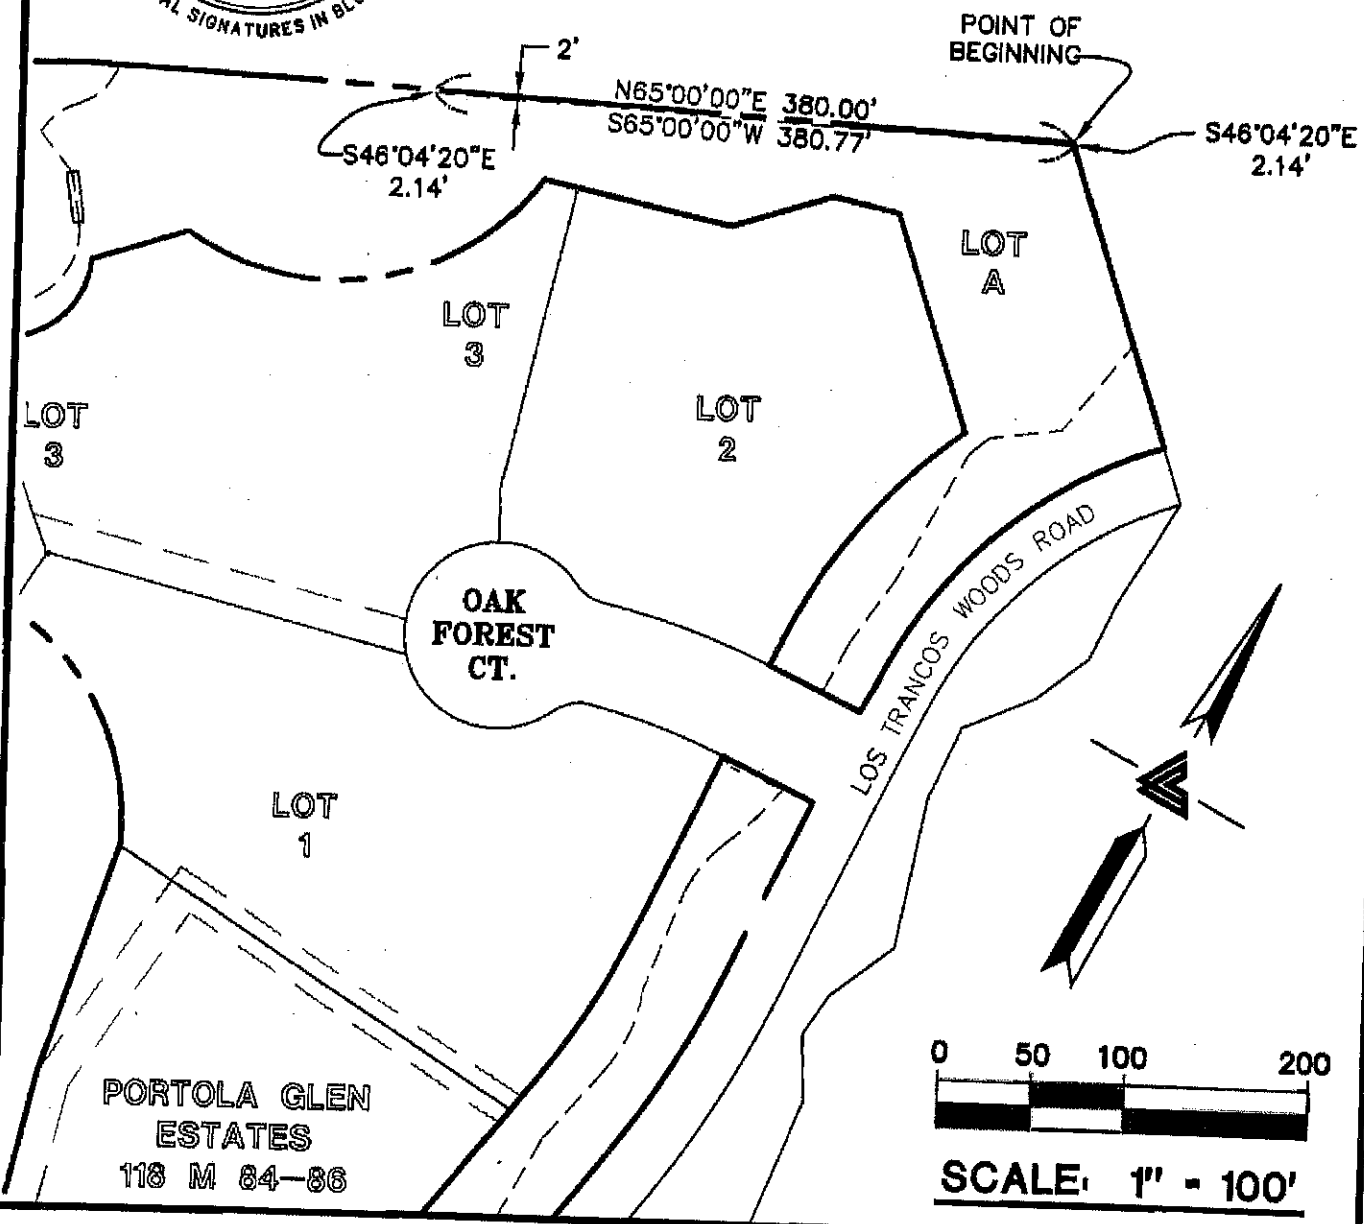 SIGNATURES IN
POINT OF
BEGINNING
2'
N65°00'00"E 380.00'
S65°00'00"W 380.77'
S46°04'20"E
2.14'
S46°04'20"E
2.14'
LOT
A
LOT
3
LOT
2
LOT
3
OAK
FOREST
CT.
LOS TRANCOS WOODS ROAD
LOT
1
PORTOLA GLEN
ESTATES
118 M 84-86
0 50 100 200
SCALE: 1" = 100'